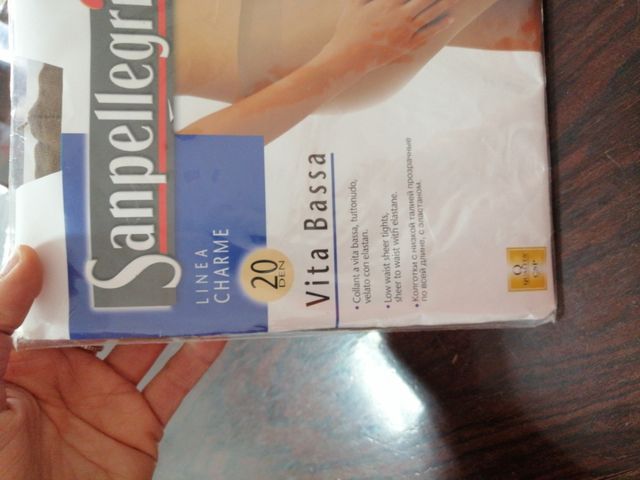 Sanpellegri
LINEA
CHARME
20
DEN
Vita Bassa
• Collant a vita bassa, tuttonudo,
velato con elastan.
• Low waist sheer tights,
sheer to waist with elastane.
• Колготки с низкой талией прозрачные
по всей длине, с эластаном.
Q